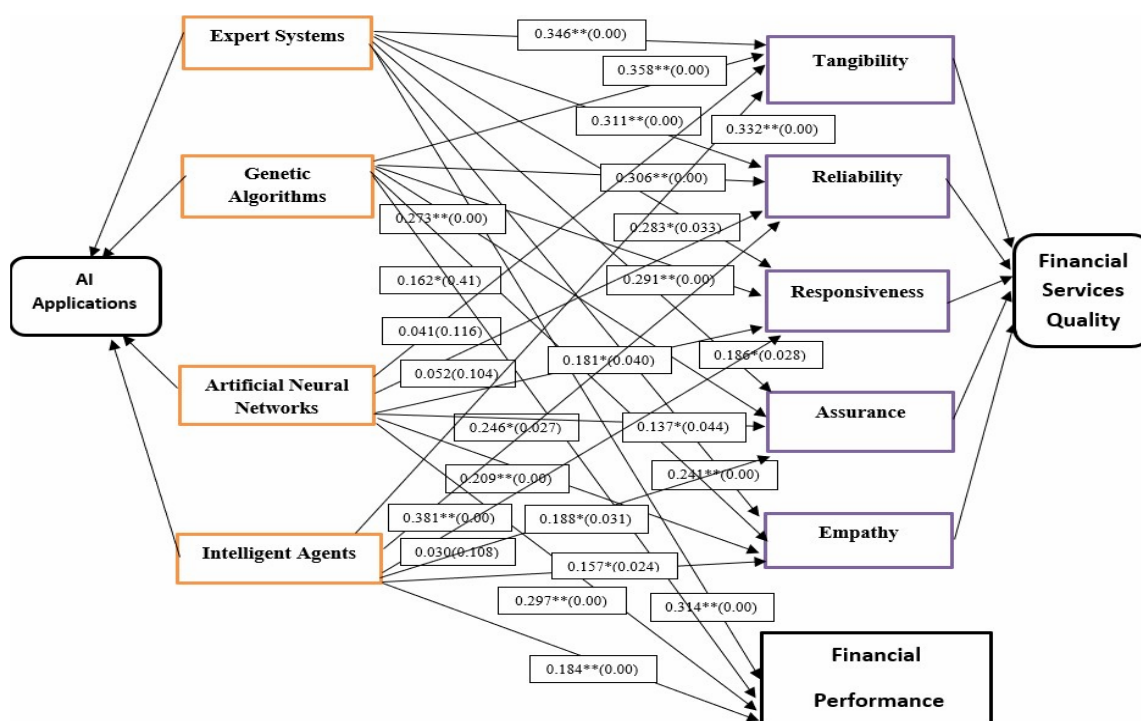 Expert Systems
Genetic
Algorithms
AI
Applications
Artificial Neural
Networks
Intelligent Agents
0.346**(0.00)
0.358**(0.00)
0.311**(0.00)
0.332**(0.00)
0.306**(0.00)
0.273**(0.00)
0.283*(0.033)
0.162*(0.41)
0.291**(0.00)
0.041(0.116)
0.181*(0.040)
0.186*(0.028)
0.052(0.104)
0.246*(0.027)
0.137*(0.044)
0.209**(0.00)
0.241**(0.00)
0.381**(0.00)
0.188*(0.031)
0.030(0.108)
0.157*(0.024)
0.297**(0.00)
0.314**(0.00)
0.184**(0.00)
Tangibility
Reliability
Responsiveness
Assurance
Empathy
Financial
Performance
Financial
Services
Quality